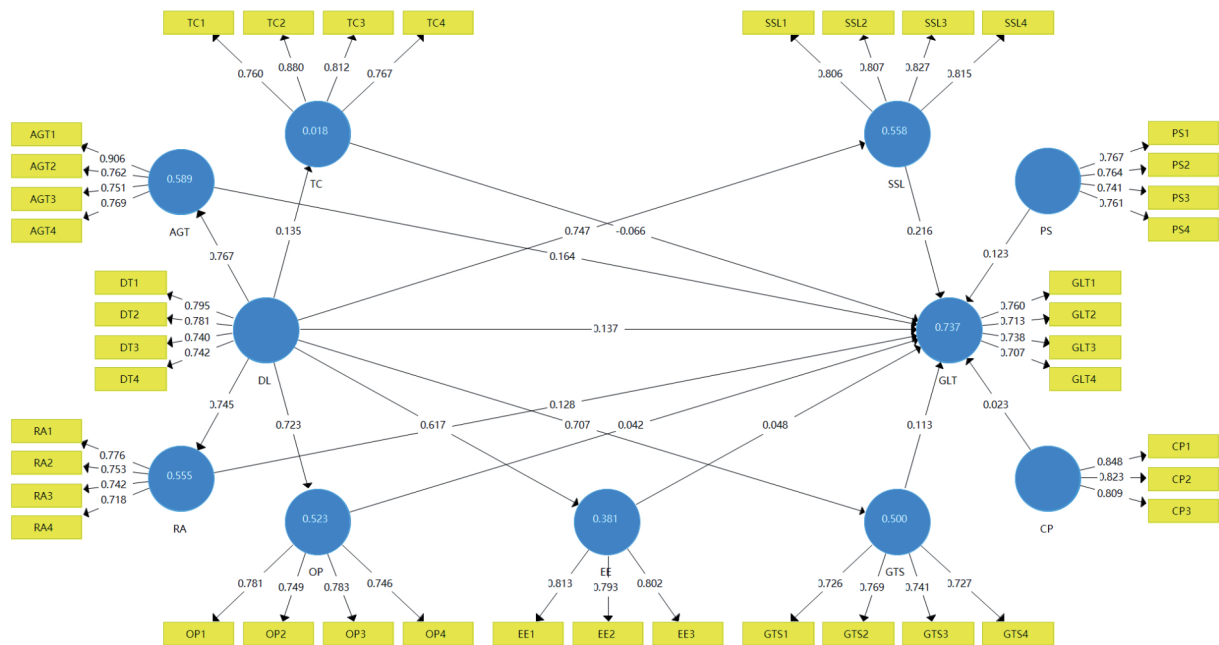 TC1 TC2 TC3 TC4 SSL1 SSL2 SSL3 SSL4
0.760 0.880 0.812 0.767 0.806 0.807 0.827 0.815
AGT1
AGT2
AGT3
AGT4
0.906
0.762
0.751
0.769
0.589
AGT
0.018
TC
0.558
SSL
PS
0.767
0.764
0.741
0.761
PS1
PS2
PS3
PS4
0.767 0.135 0.747 -0.066 0.216 0.123
0.164
DT1
DT2
DT3
DT4
0.795
0.781
0.740
0.742
DL
0.137
0.737
GLT
0.760
0.713
0.738
0.707
GLT1
GLT2
GLT3
GLT4
0.745 0.723 0.617 0.128 0.707 0.042 0.048 0.113 0.023
RA1
RA2
RA3
RA4
0.776
0.753
0.742
0.718
0.555
RA
0.523
OP
0.381
EE
0.500
GTS
CP
0.848
0.823
0.809
CP1
CP2
CP3
0.781 0.749 0.783 0.746 0.813 0.793 0.802 0.726 0.769 0.741 0.727
OP1 OP2 OP3 OP4 EE1 EE2 EE3 GTS1 GTS2 GTS3 GTS4